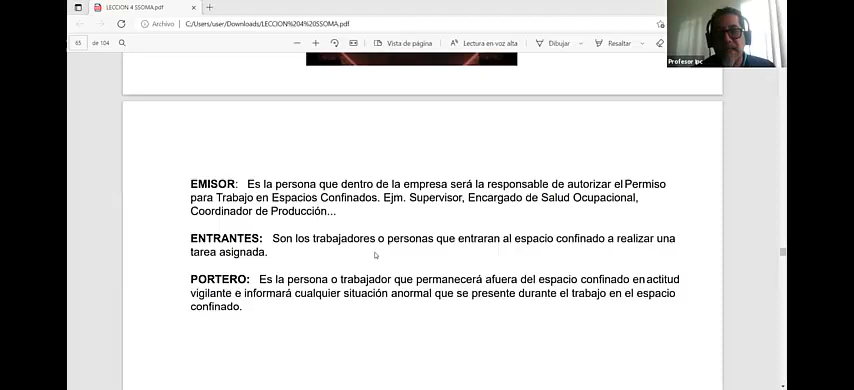 LECCION 4 SSOMA.pdf
Archivo
C:/Users/user/Downloads/LECCION%204%20SSOMA.pdf
65 de 104
Vista de página
Lectura en voz alta
Dibujar
Resaltar
Profesor Ipc
EMISOR: Es la persona que dentro de la empresa será la responsable de autorizar el Permiso
para Trabajo en Espacios Confinados. Ejm. Supervisor, Encargado de Salud Ocupacional,
Coordinador de Producción...
ENTRANTES: Son los trabajadores o personas que entraran al espacio confinado a realizar una
tarea asignada.
PORTERO: Es la persona o trabajador que permanecerá afuera del espacio confinado en actitud
vigilante e informará cualquier situación anormal que se presente durante el trabajo en el espacio
confinado.